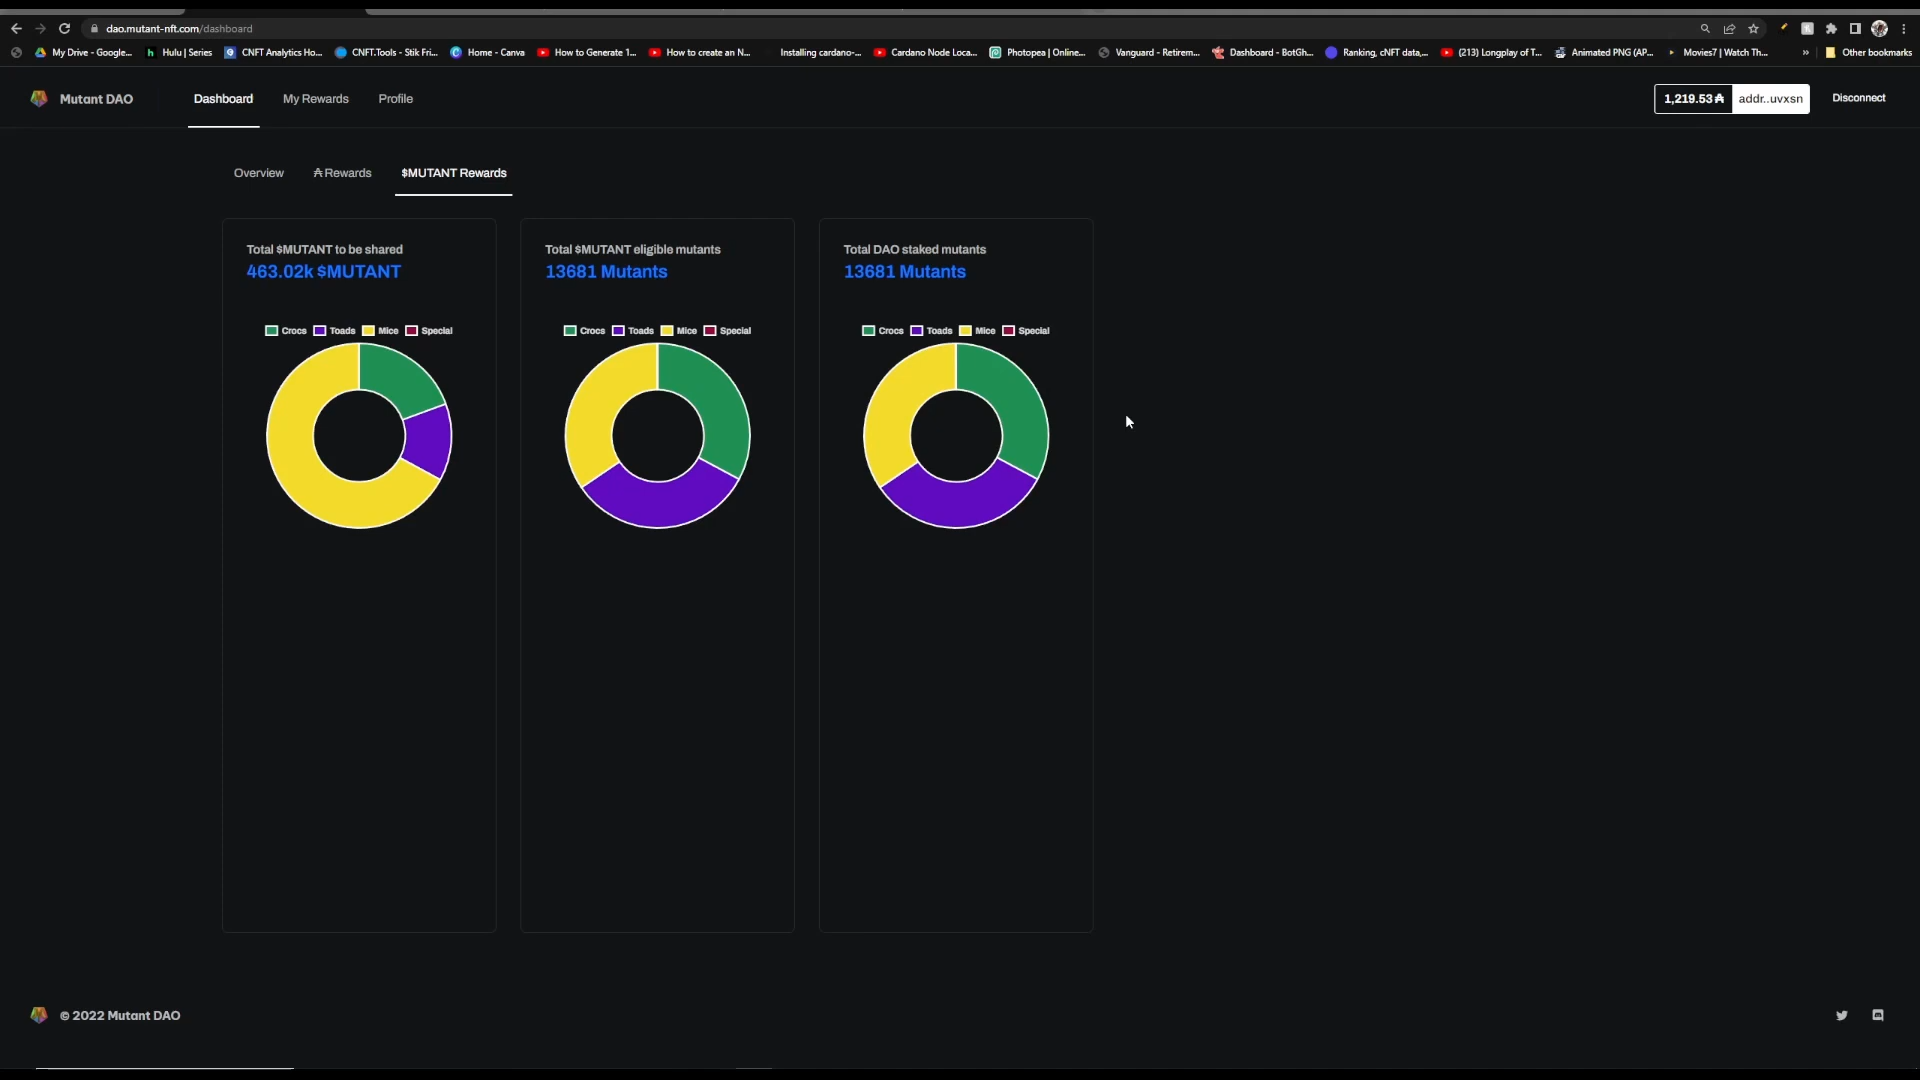 dao.mutant-nft.com/dashboard
My Drive - Google...
Hulu | Series
CNFT Analytics Ho...
CNFT.Tools - Stik Fri...
Home - Canva
How to Generate 1...
How to create an N...
Installing cardano-...
Cardano Node Loca...
Photopea | Online...
Vanguard - Retirem...
Dashboard - BotGh...
Ranking, cNFT data,...
(213) Longplay of T...
Animated PNG (AP...
Movies7 | Watch Th...
»
Other bookmarks
Mutant DAO
Dashboard
My Rewards
Profile
1,219.53 ₳
addr..uvxsn
Disconnect
Overview
₳ Rewards
$MUTANT Rewards
Total $MUTANT to be shared
463.02k $MUTANT
Crocs Toads Mice Special
Total $MUTANT eligible mutants
13681 Mutants
Crocs Toads Mice Special
Total DAO staked mutants
13681 Mutants
Crocs Toads Mice Special
© 2022 Mutant DAO